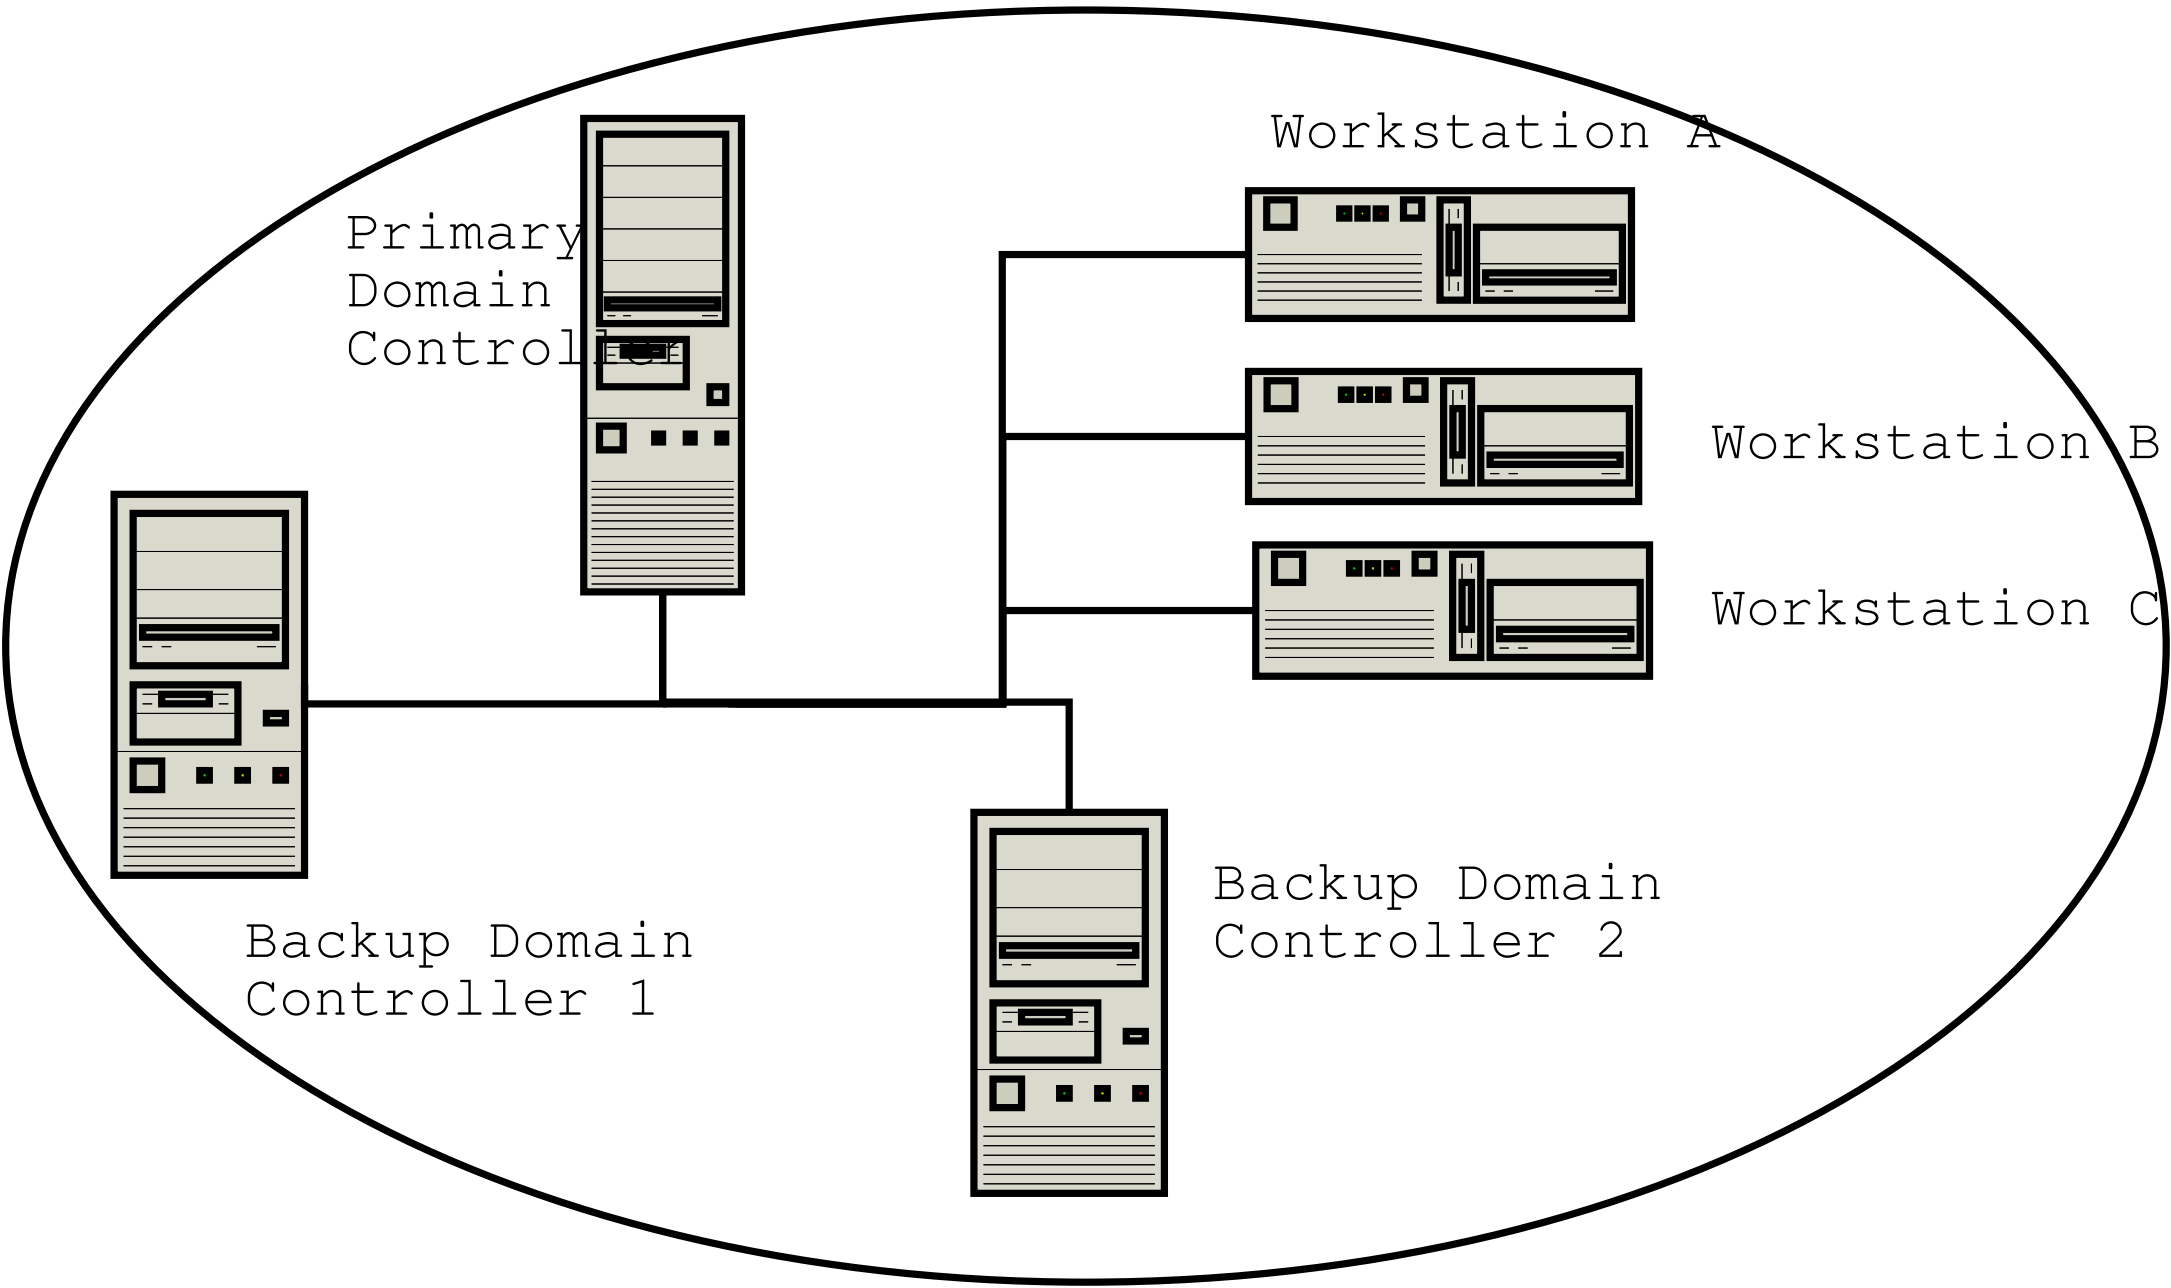 Workstation A
Primary
Domain
Controller
Workstation B
Workstation C
Backup Domain
Controller 2
Backup Domain
Controller 1